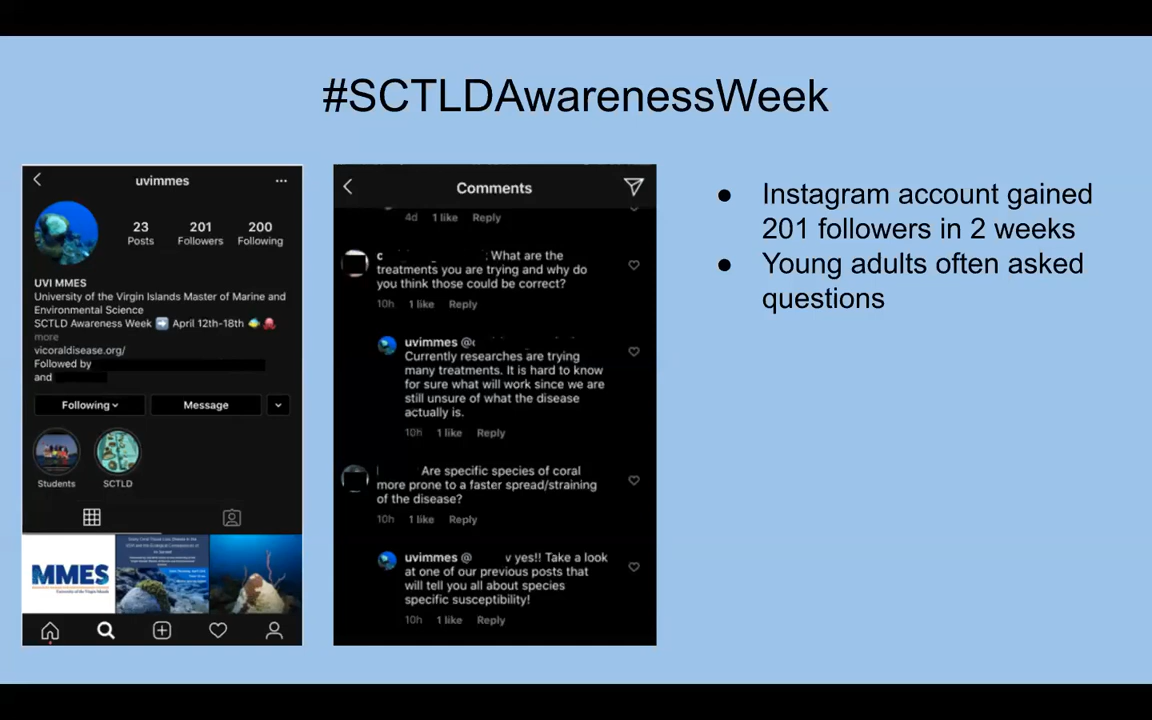 #SCTLDAwarenessWeek
uvimmes
23
201
200
Posts
Followers
Following
UVI MMES
University of the Virgin Islands Master of Marine and
Environmental Science
SCTLD Awareness Week ➡️ April 12th-18th 🐠 🐙
more
vicoraldisease.org/
Followed by
and
Following
Message
Students
SCTLD
MMES
University of the Virgin Islands
Comments
4d 1 like Reply
c : What are the
treatments you are trying and why do
you think those could be correct?
10h 1 like Reply
uvimmes @
Currently researches are trying
many treatments. It is hard to know
for sure what will work since we are
still unsure of what the disease
actually is.
10h 1 like Reply
Are specific species of coral
more prone to a faster spread/straining
of the disease?
10h 1 like Reply
uvimmes @ v yes!! Take a look
at one of our previous posts that
will tell you all about species
specific susceptibility!
10h 1 like Reply
● Instagram account gained
201 followers in 2 weeks
● Young adults often asked
questions